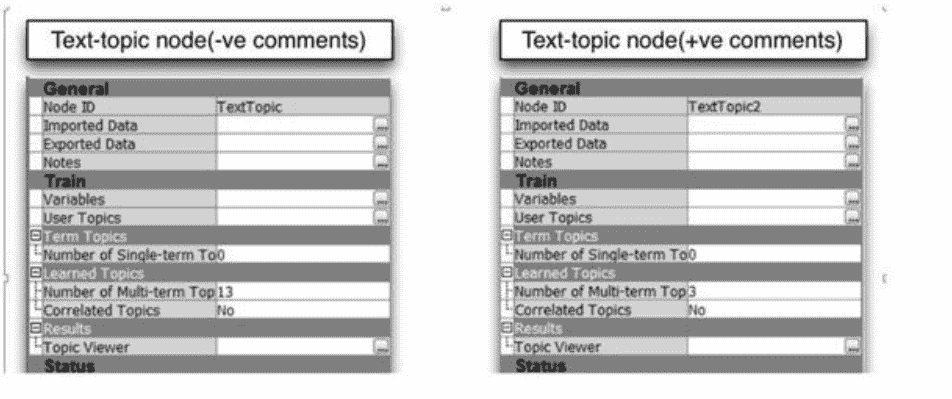 Text-topic node(-ve comments)
General
Node ID TextTopic
Imported Data ...
Exported Data ...
Notes ...
Train
Variables ...
User Topics ...
Term Topics
Number of Single-term To 0
Learned Topics
Number of Multi-term Top 13
Correlated Topics No
Results
Topic Viewer ...
Status
Text-topic node(+ve comments)
General
Node ID TextTopic2
Imported Data ...
Exported Data ...
Notes ...
Train
Variables ...
User Topics ...
Term Topics
Number of Single-term To 0
Learned Topics
Number of Multi-term Top 3
Correlated Topics No
Results
Topic Viewer ...
Status